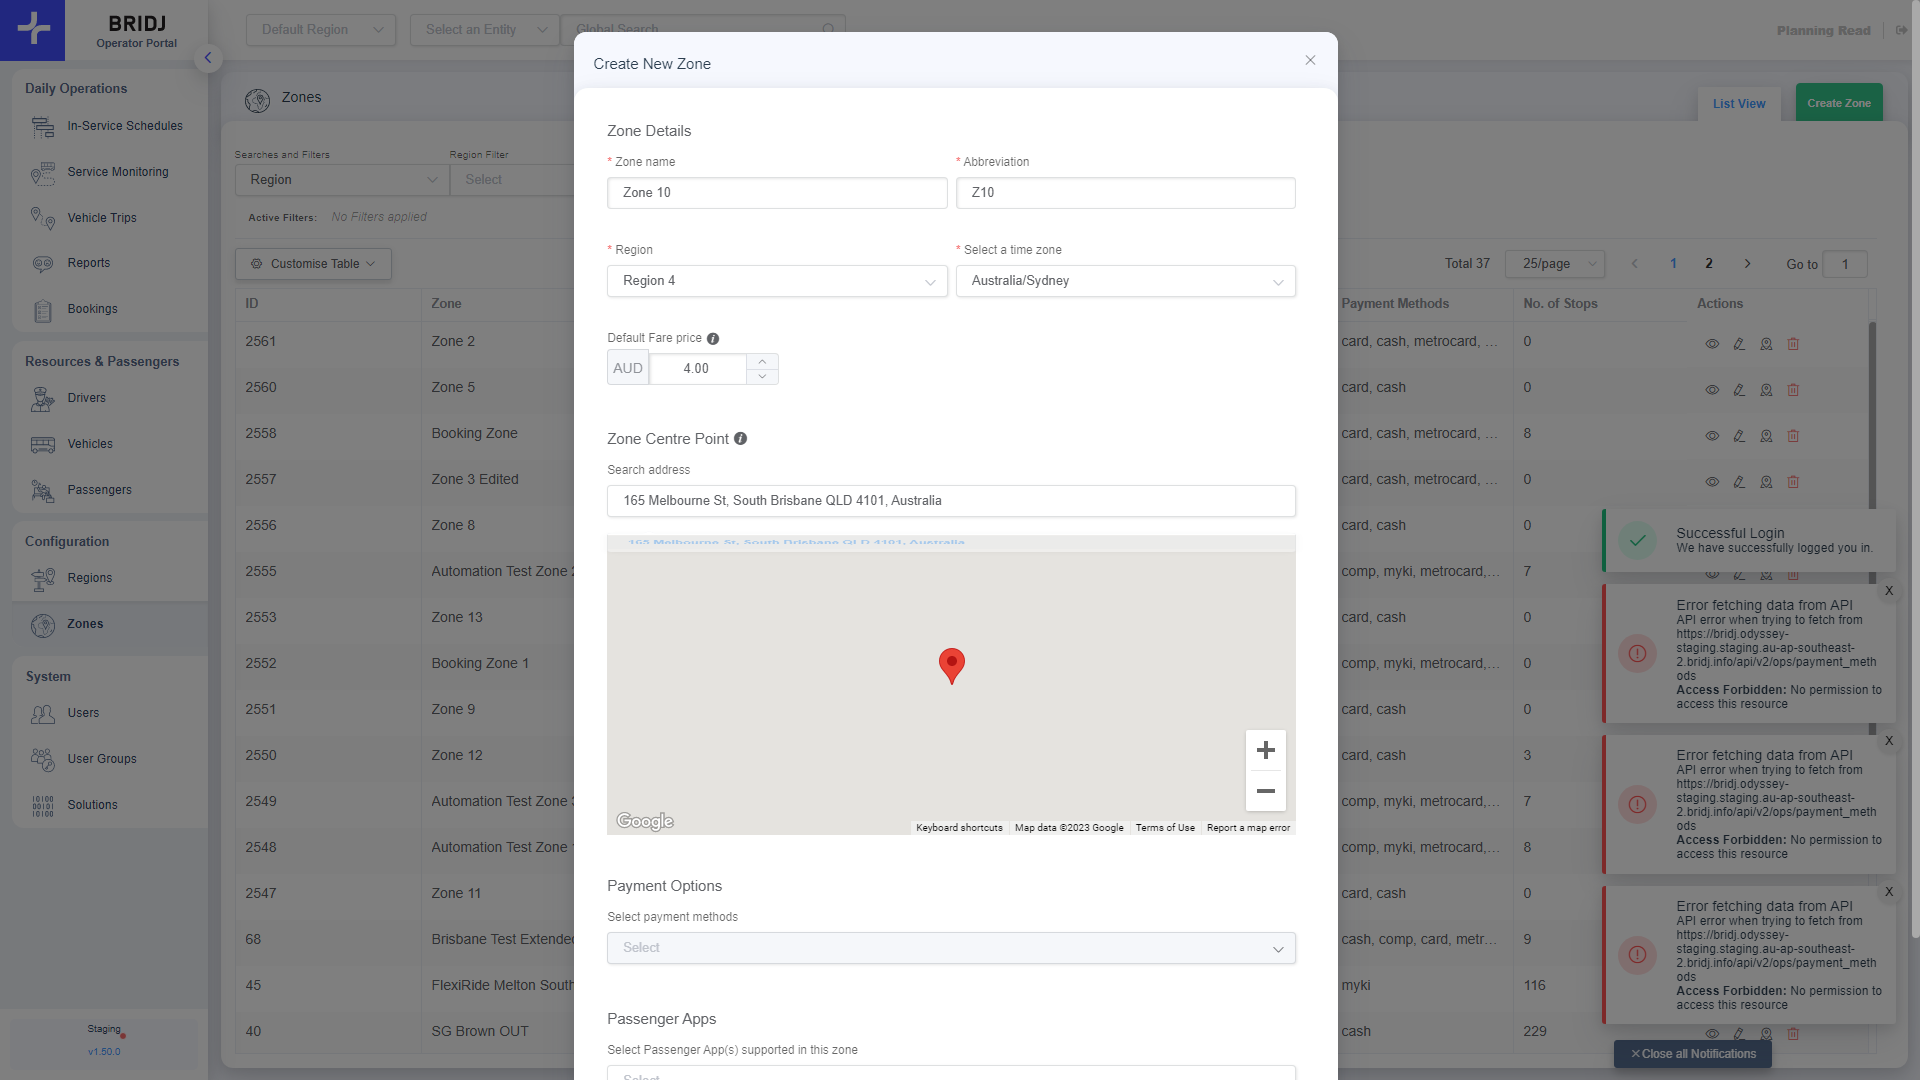 BRIDJ
Operator Portal
Default Region
Select an Entity
Global Search
Planning Read
Daily Operations
In-Service Schedules
Service Monitoring
Vehicle Trips
Reports
Bookings
Resources & Passengers
Drivers
Vehicles
Passengers
Configuration
Regions
Zones
System
Users
User Groups
Solutions
Staging
v1.50.0
Zones
List View
Create Zone
Searches and Filters
Region Filter
Region
Select
Active Filters: No Filters applied
Customise Table
Total 37
25/page
1
2
Go to
1
ID
Zone
Payment Methods
No. of Stops
Actions
2561
Zone 2
card, cash, metrocard, ...
0
2560
Zone 5
card, cash
0
2558
Booking Zone
card, cash, metrocard, ...
8
2557
Zone 3 Edited
card, cash, metrocard, ...
0
2556
Zone 8
card, cash
0
2555
Automation Test Zone 2
comp, myki, metrocard,...
7
2553
Zone 13
card, cash
0
2552
Booking Zone 1
comp, myki, metrocard,...
0
2551
Zone 9
card, cash
0
2550
Zone 12
card, cash
3
2549
Automation Test Zone 3
comp, myki, metrocard,...
7
2548
Automation Test Zone
comp, myki, metrocard,...
8
2547
Zone 11
card, cash
0
68
Brisbane Test Extended
cash, comp, card, metr...
9
45
FlexiRide Melton South
myki
116
40
SG Brown OUT
cash
229
Create New Zone
Zone Details
* Zone name
* Abbreviation
Zone 10
Z10
* Region
* Select a time zone
Region 4
Australia/Sydney
Default Fare price
AUD
4.00
Zone Centre Point
Search address
165 Melbourne St, South Brisbane QLD 4101, Australia
165 Melbourne St, South Brisbane QLD 4101, Australia
Google
Keyboard shortcuts
Map data ©2023 Google
Terms of Use
Report a map error
Payment Options
Select payment methods
Select
Passenger Apps
Select Passenger App(s) supported in this zone
Select
Successful Login
We have successfully logged you in.
X
Error fetching data from API
API error when trying to fetch from
https://bridj.odyssey-
staging.staging.au-ap-southeast-
2.bridj.info/api/v2/ops/payment_meth
ods
Access Forbidden: No permission to
access this resource
X
Error fetching data from API
API error when trying to fetch from
https://bridj.odyssey-
staging.staging.au-ap-southeast-
2.bridj.info/api/v2/ops/payment_meth
ods
Access Forbidden: No permission to
access this resource
X
Error fetching data from API
API error when trying to fetch from
https://bridj.odyssey-
staging.staging.au-ap-southeast-
2.bridj.info/api/v2/ops/payment_meth
ods
Access Forbidden: No permission to
access this resource
×Close all Notifications